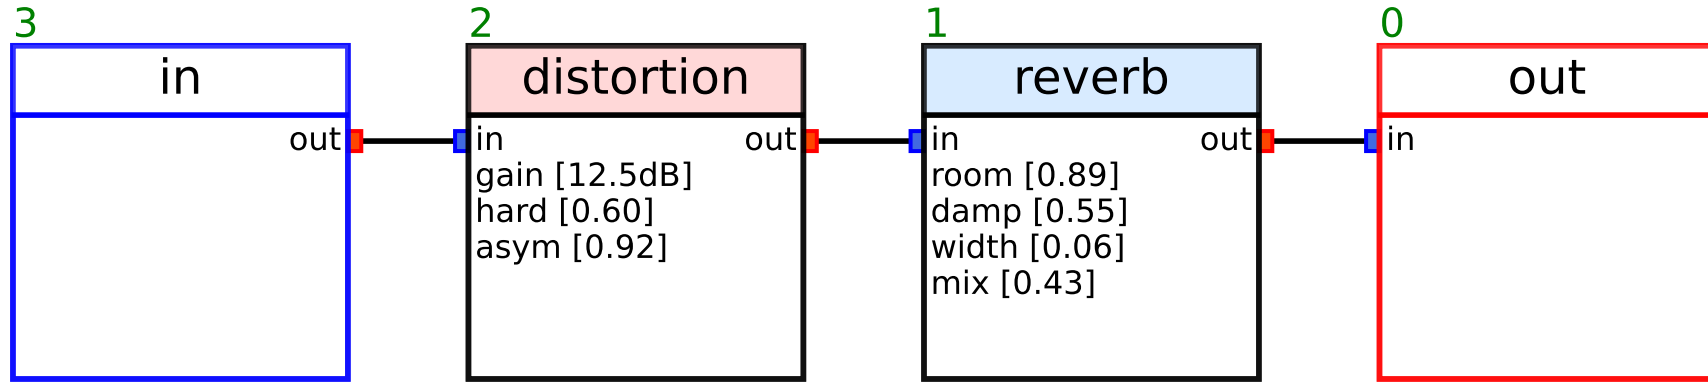 3
in
out
2
distortion
in
out
gain [12.5dB]
hard [0.60]
asym [0.92]
1
reverb
in
out
room [0.89]
damp [0.55]
width [0.06]
mix [0.43]
0
out
in